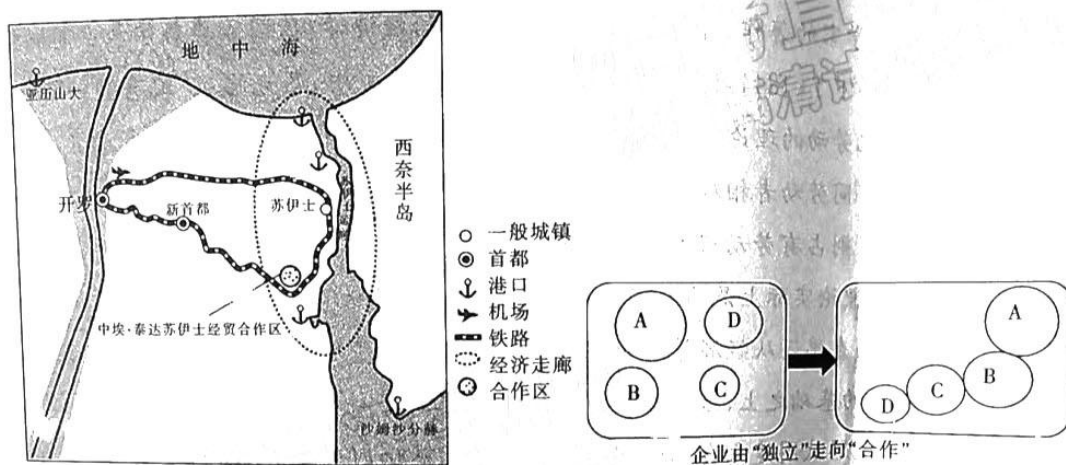 地中海
亚历山大
西奈半岛
开罗
新首都
苏伊士
中埃·泰达苏伊士经贸合作区
沙姆沙伊赫
一般城镇
首都
港口
机场
铁路
经济走廊
合作区
A
D
B
C
A
B
C
D
企业由“独立”走向“合作”